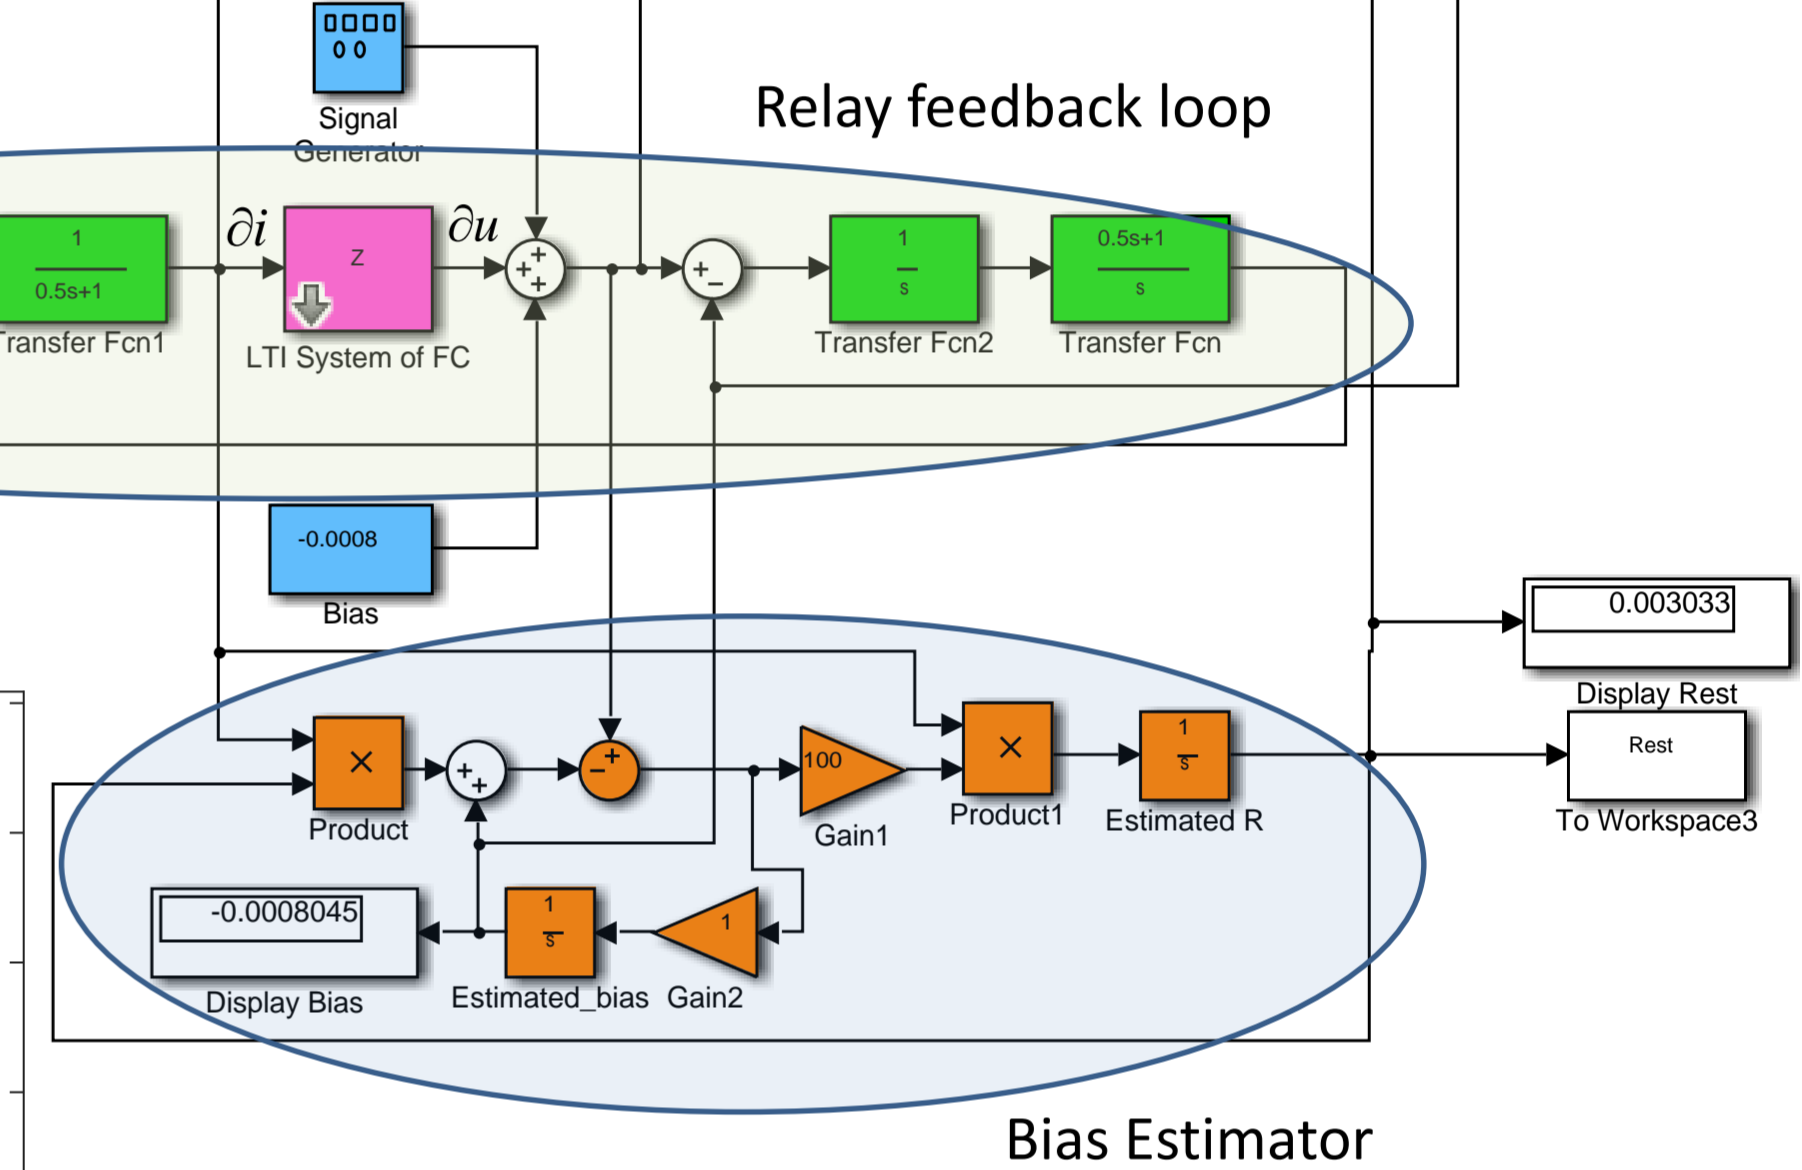 Signal
Generator
Relay feedback loop
1
0.5s+1
Transfer Fcn1
∂i
z
LTI System of FC
∂u
+
+
+
+
−
1
s
Transfer Fcn2
0.5s+1
s
Transfer Fcn
-0.0008
Bias
0.003033
Display Rest
×
Product
+
+
−
+
100
Gain1
×
Product1
1
s
Estimated R
Rest
To Workspace3
-0.0008045
Display Bias
1
s
Estimated_bias
1
Gain2
Bias Estimator